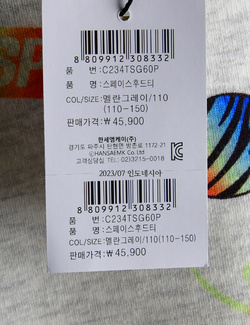 SP
8 809912 308332
품 번:C234TSG60P
품 명:스페이스후드티
COL/SIZE:멜란그레이/110
(110-150)
판매가격:₩ 45,900
한세엠케이(주)
경기도 파주시 탄현면 방촌로 1172-21
ⓒHANSAEMK Co Ltd
고객상담실 TEL. 02)3215-0018
2023/07 인도네시아
8 809912 308332
품 번:C234TSG60P
품 명:스페이스후드티
COL/SIZE:멜란그레이/110(110-150)
판매가격:₩ 45,900